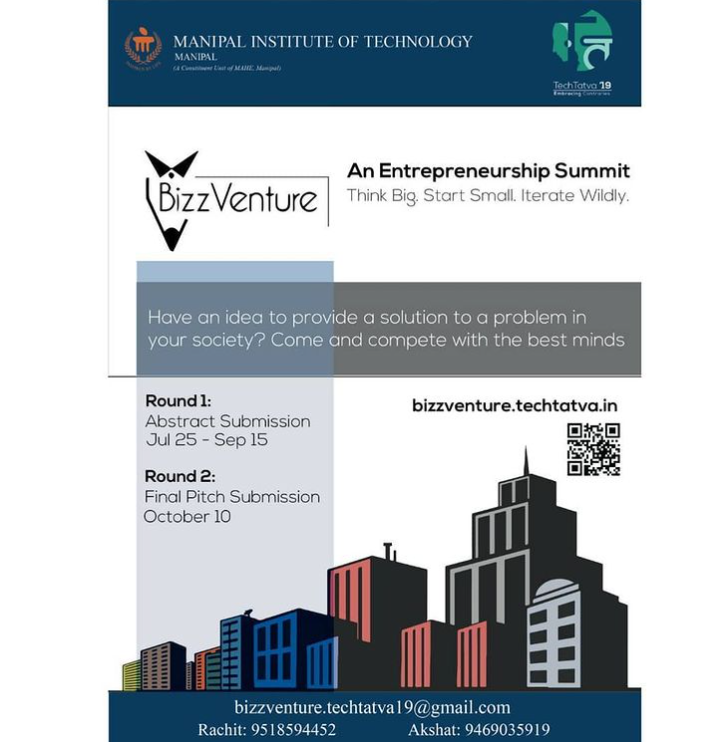 MANIPAL INSTITUTE OF TECHNOLOGY
MANIPAL
(A Constituent Unit of MAHE, Manipal)
TechTatva '19
Embracing Contraries
BizzVenture
An Entrepreneurship Summit
Think Big. Start Small. Iterate Wildly.
Have an idea to provide a solution to a problem in
your society? Come and compete with the best minds
Round 1:
Abstract Submission
Jul 25 - Sep 15
Round 2:
Final Pitch Submission
October 10
bizzventure.techtatva.in
bizzventure.techtatva19@gmail.com
Rachit: 9518594452 Akshat: 9469035919